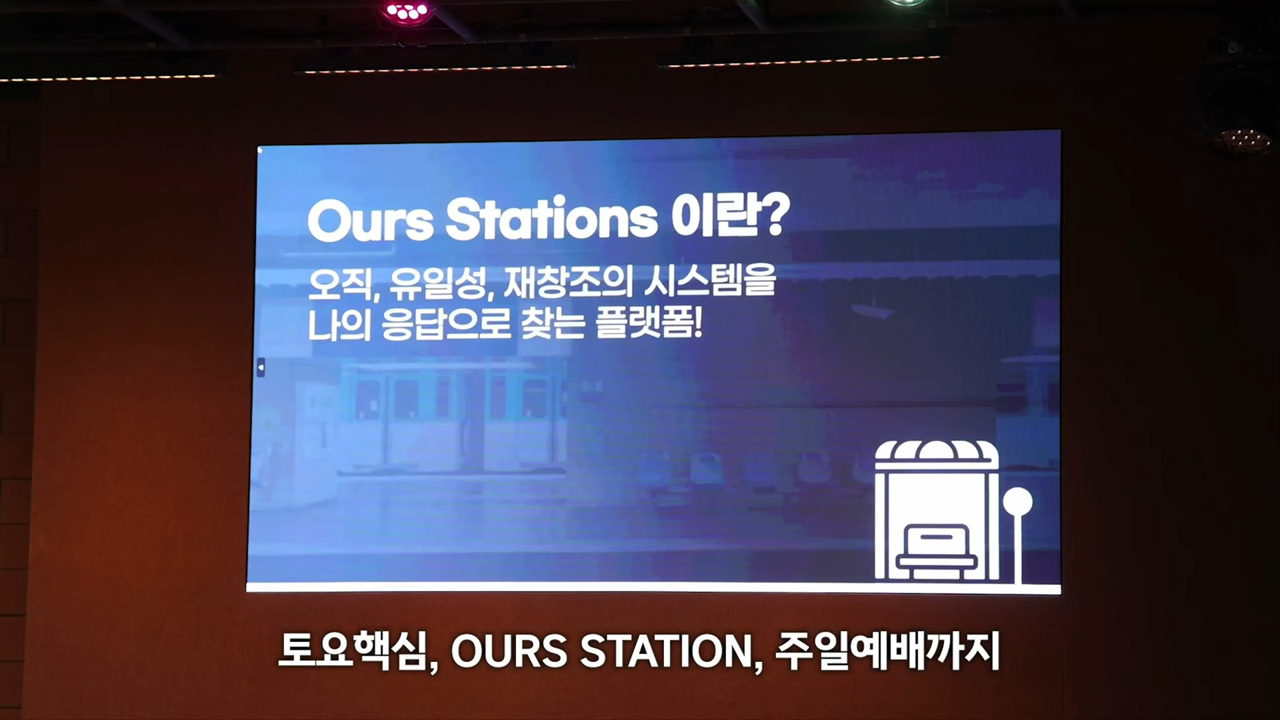 Ours Stations 이란?
오직, 유일성, 재창조의 시스템을
나의 응답으로 찾는 플랫폼!
토요핵심, OURS STATION, 주일예배까지